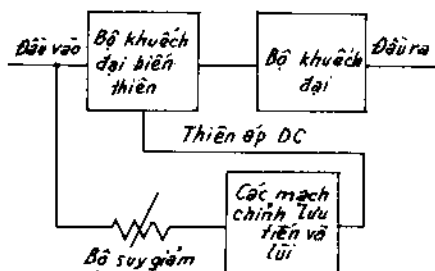 Đầu vào
Bộ khuếch
đại biến
thiên
Bộ khuếch
đại
Đầu ra
Thiên áp DC
Các mạch
chỉnh lưu
tiến và
lùi
Bộ suy giảm